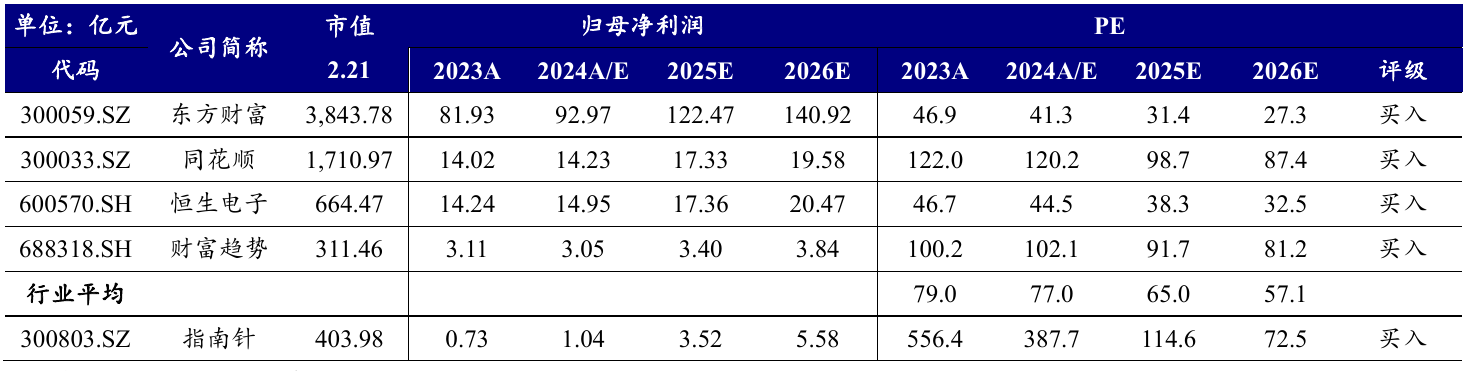 单位：亿元 公司简称 市值 归母净利润 PE
代码 2.21 2023A 2024A/E 2025E 2026E 2023A 2024A/E 2025E 2026E 评级
300059.SZ 东方财富 3,843.78 81.93 92.97 122.47 140.92 46.9 41.3 31.4 27.3 买入
300033.SZ 同花顺 1,710.97 14.02 14.23 17.33 19.58 122.0 120.2 98.7 87.4 买入
600570.SH 恒生电子 664.47 14.24 14.95 17.36 20.47 46.7 44.5 38.3 32.5 买入
688318.SH 财富趋势 311.46 3.11 3.05 3.40 3.84 100.2 102.1 91.7 81.2 买入
行业平均 79.0 77.0 65.0 57.1
300803.SZ 指南针 403.98 0.73 1.04 3.52 5.58 556.4 387.7 114.6 72.5 买入